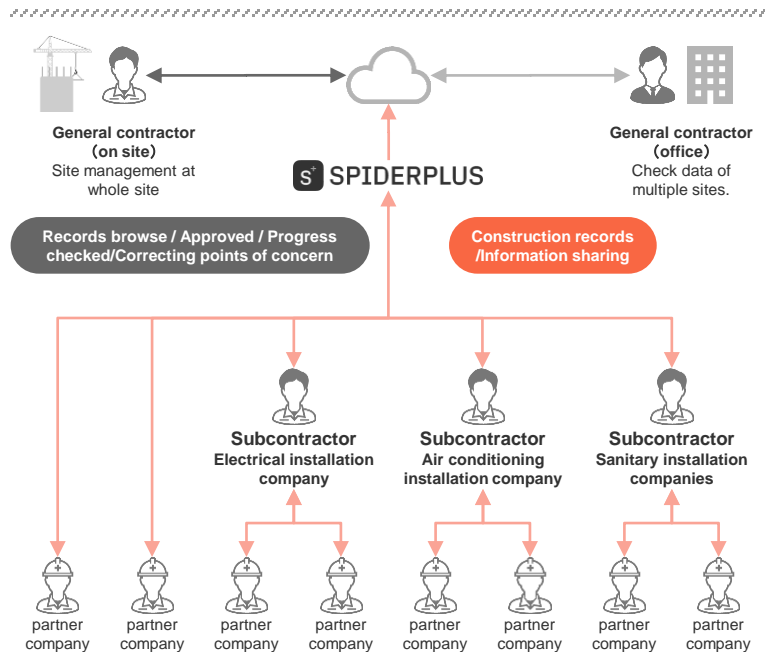 General contractor
（on site）
Site management at
whole site
General contractor
（office）
Check data of
multiple sites.
S+ SPIDERPLUS
Records browse / Approved / Progress
checked/Correcting points of concern
Construction records
/Information sharing
Subcontractor
Electrical installation
company
Subcontractor
Air conditioning
installation company
Subcontractor
Sanitary installation
companies
partner
company
partner
company
partner
company
partner
company
partner
company
partner
company
partner
company
partner
company